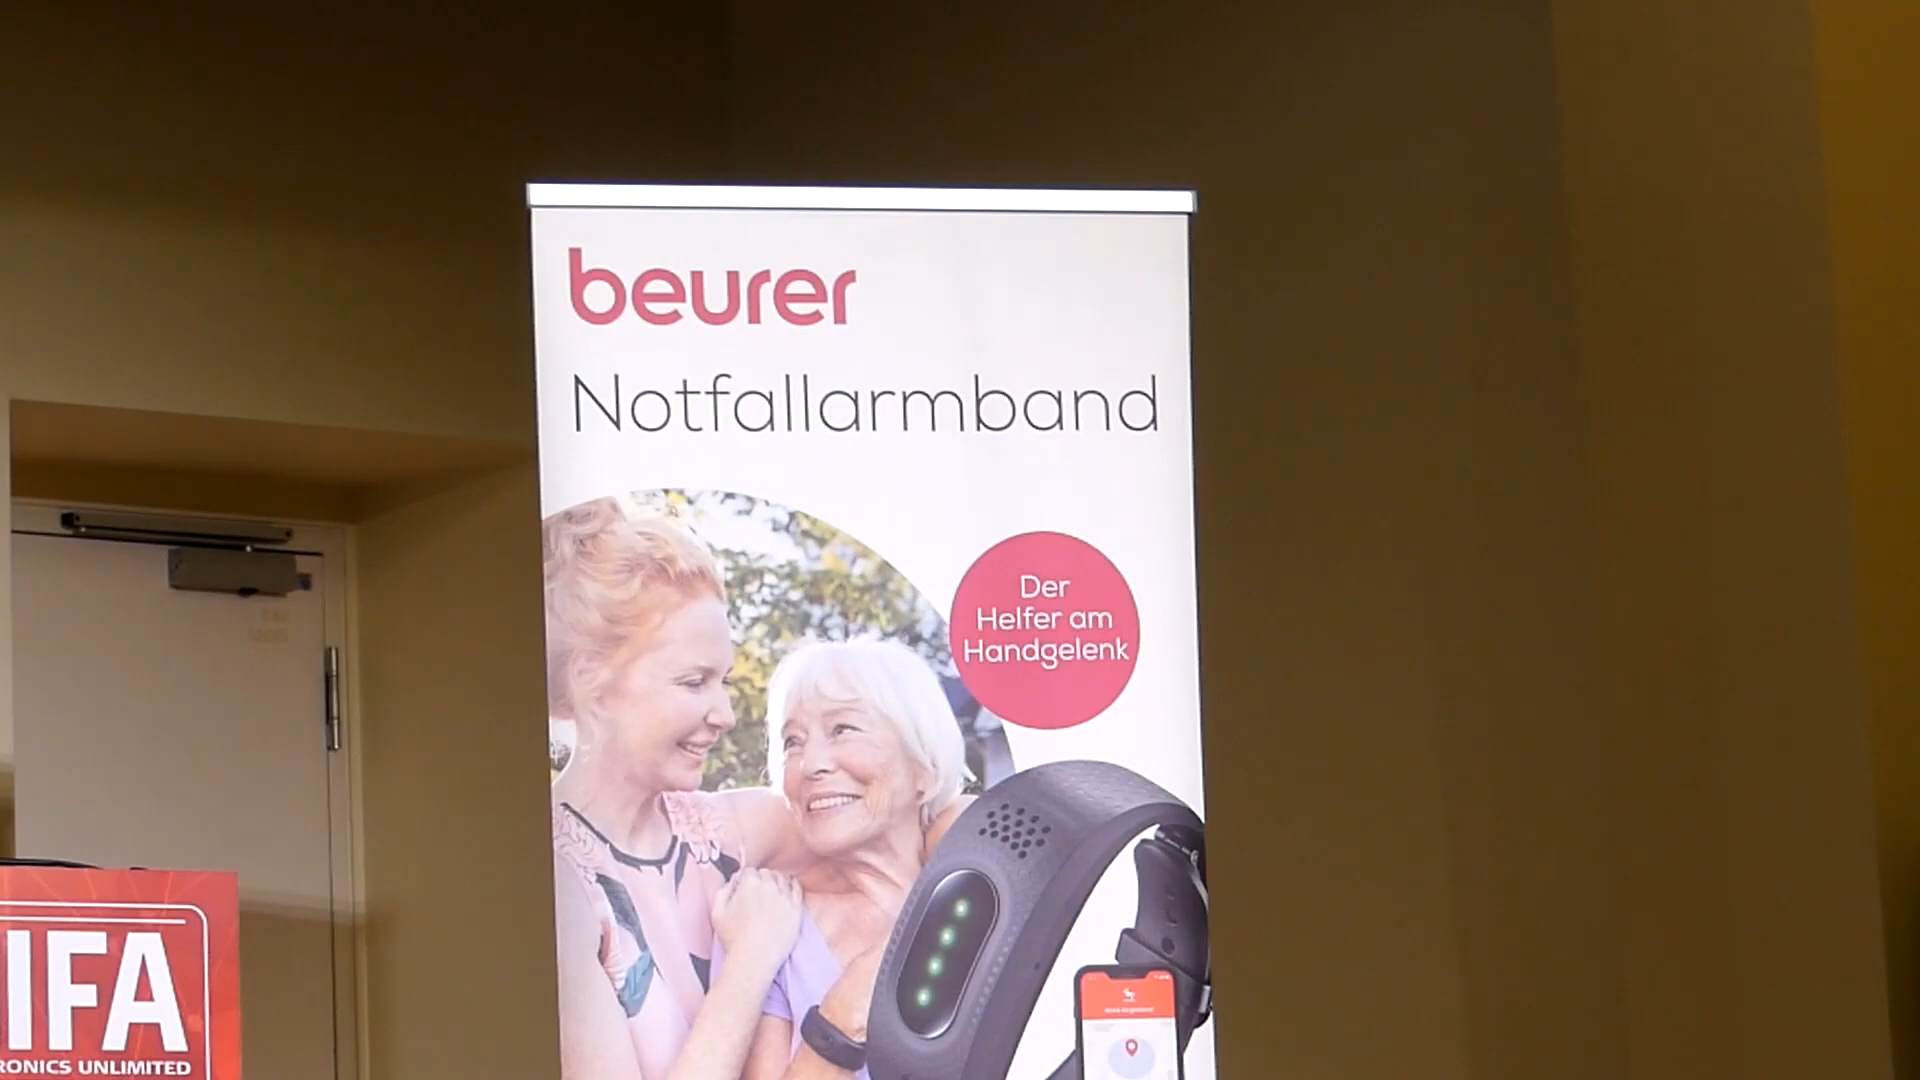 beurer
Notfallarmband
Der
Helfer am
Handgelenk
IFA
RONICS UNLIMITED